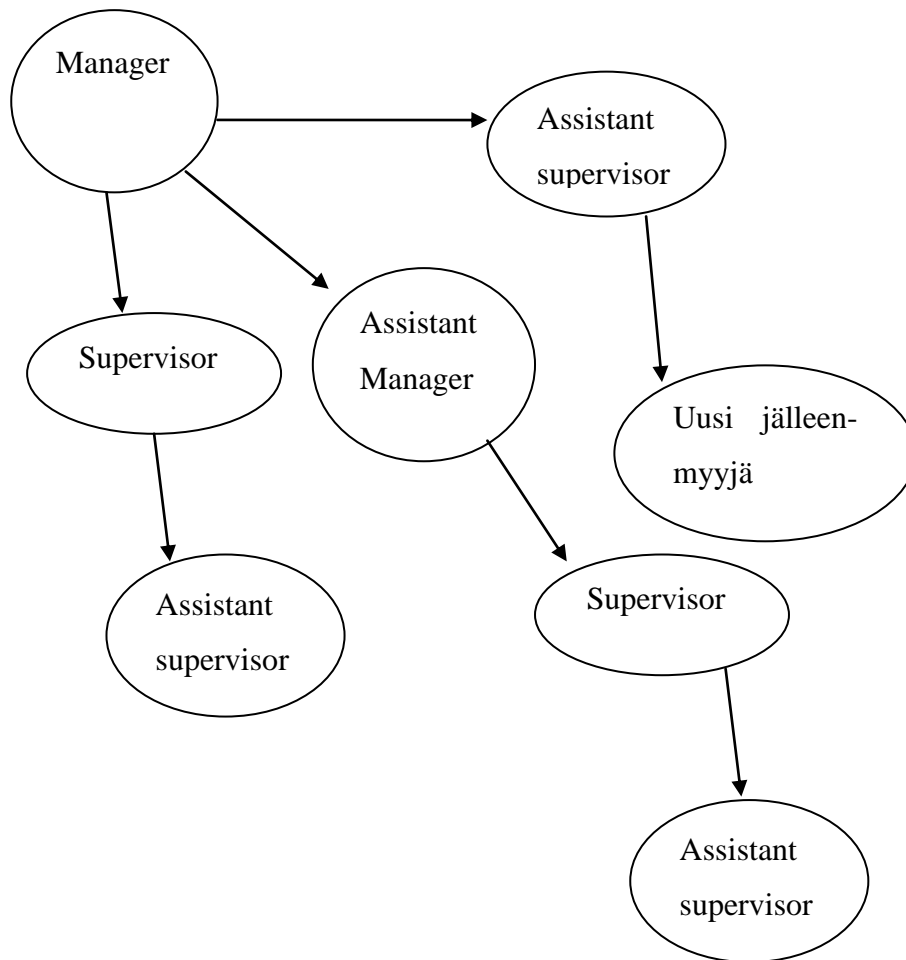 Manager
Assistant
supervisor
Assistant
Manager
Supervisor
Uusi jälleen-
myyjä
Assistant
supervisor
Supervisor
Assistant
supervisor